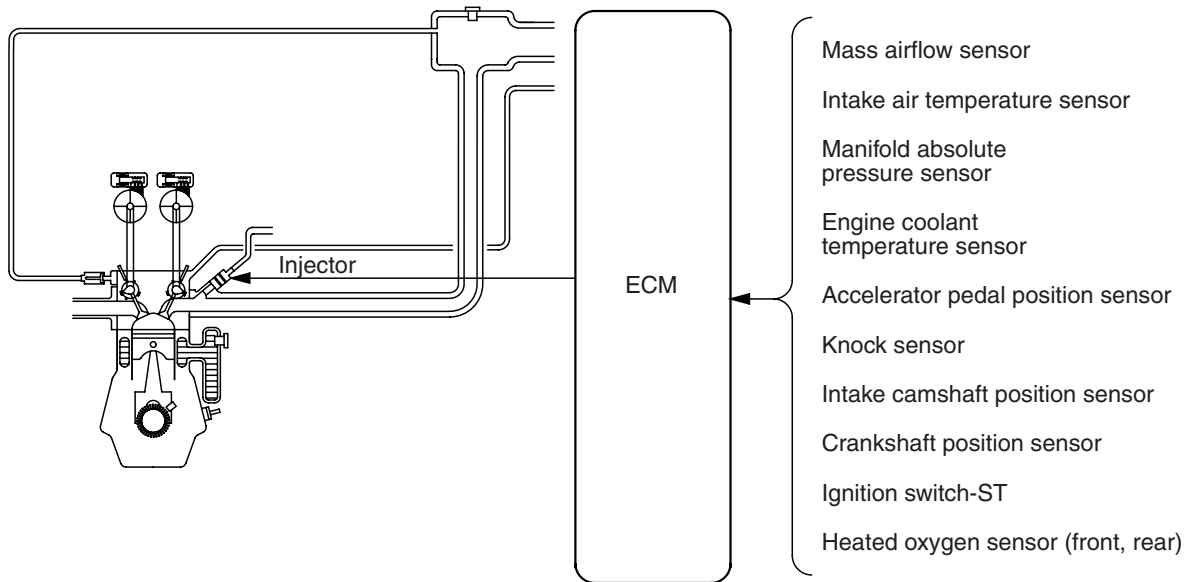 Mass airflow sensor
Intake air temperature sensor
Manifold absolute
pressure sensor
Engine coolant
temperature sensor
Injector
ECM
Accelerator pedal position sensor
Knock sensor
Intake camshaft position sensor
Crankshaft position sensor
Ignition switch-ST
Heated oxygen sensor (front, rear)